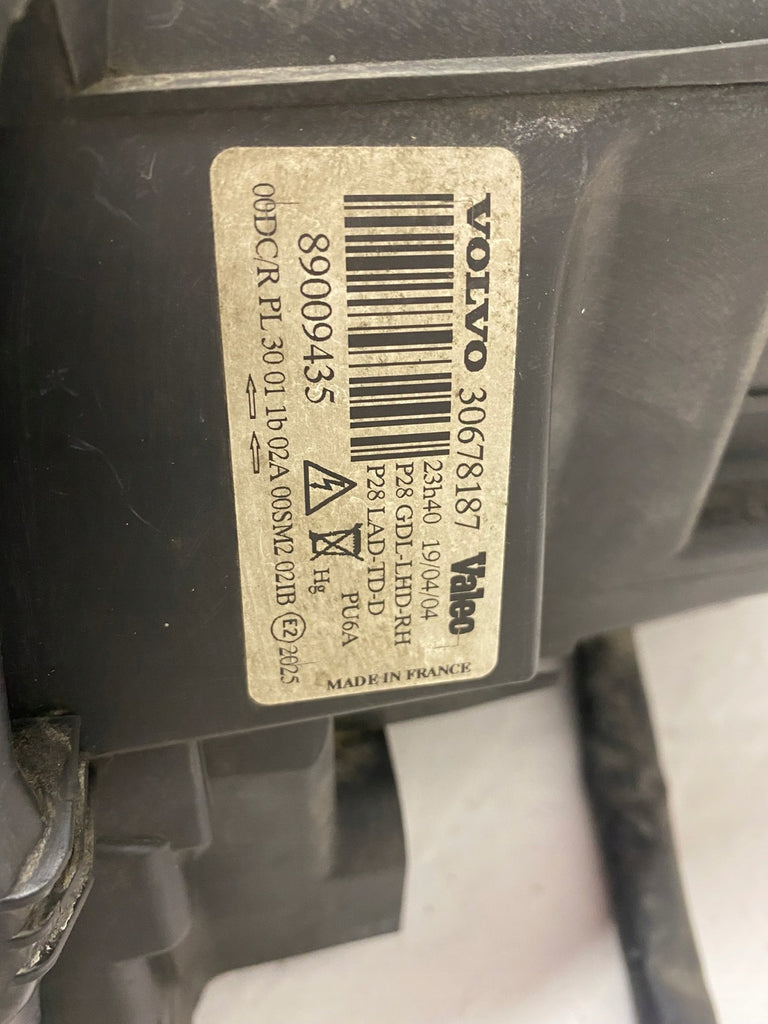 VOLVO 30678187 Valeo
23h40 19/04/04
P28 GDL-LHD-RH
P28 LAD-TD-D
89009435
Hg
PU6A
00DC/R PL 30 01 1b 02A 00SM2 02IB E2 2025
MADE IN FRANCE